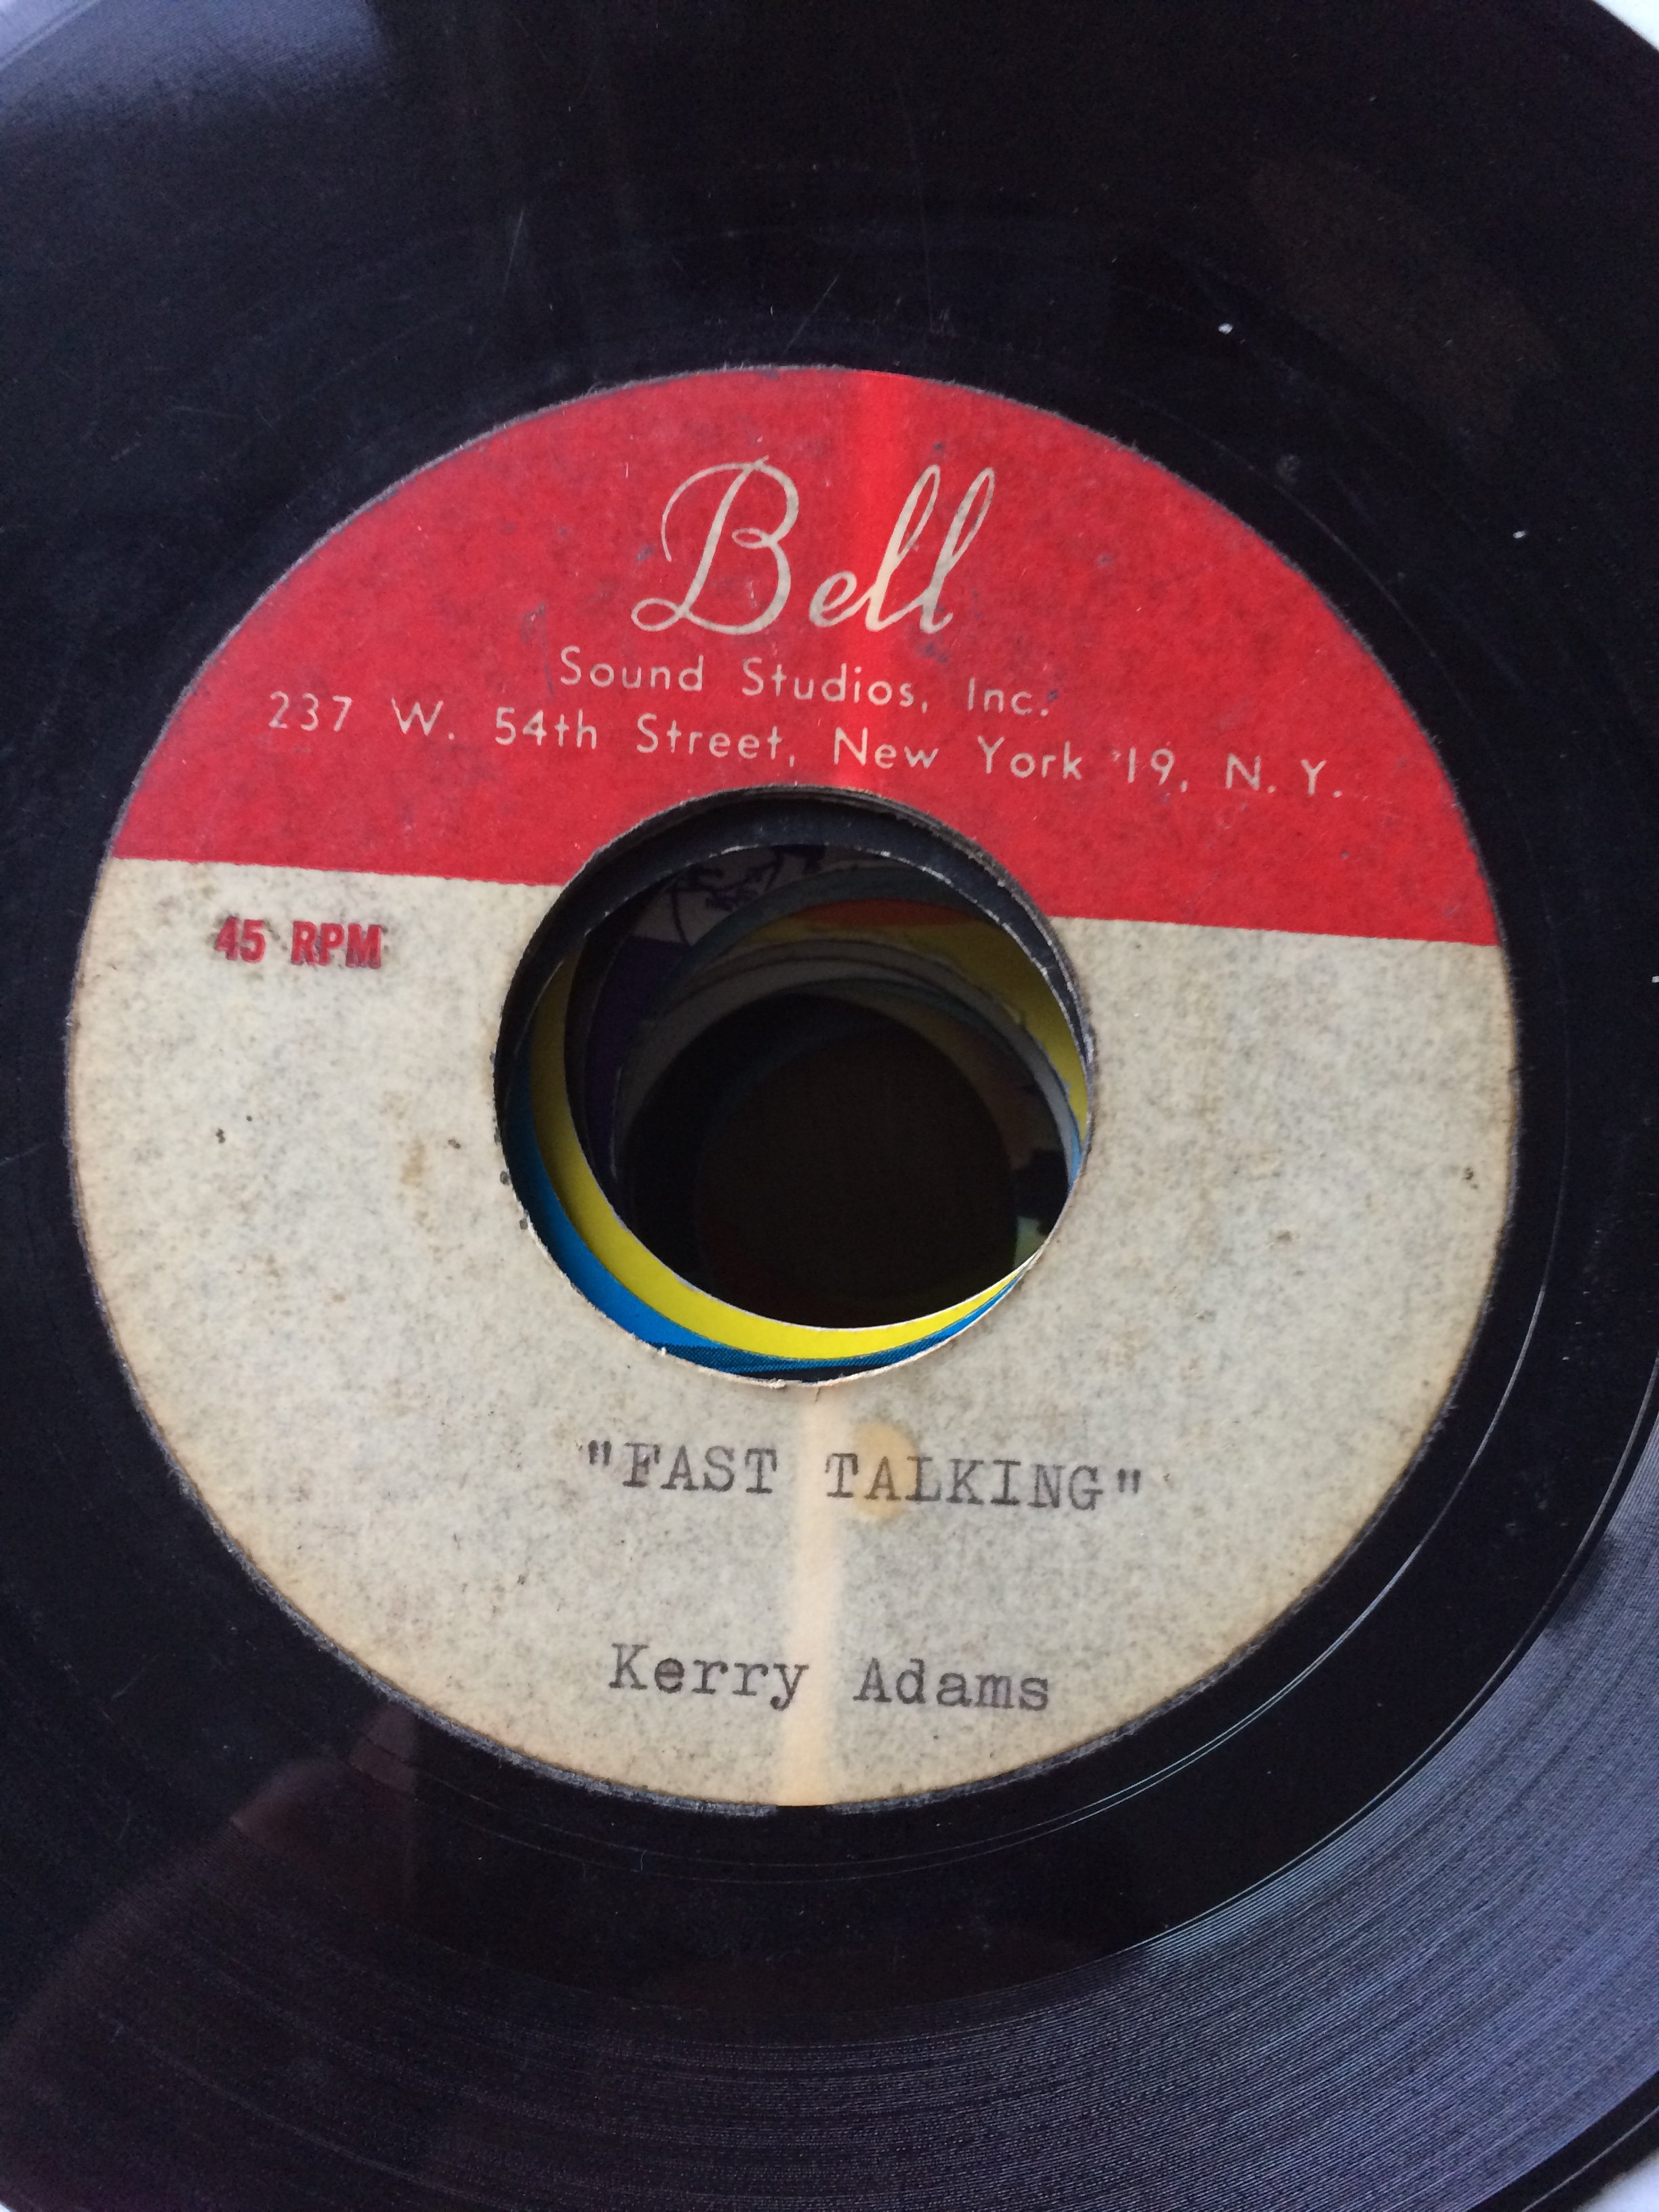 Bell
Sound Studios, Inc.
237 W. 54th Street, New York 19, N. Y.
45 RPM
"FAST TALKING"
Kerry Adams